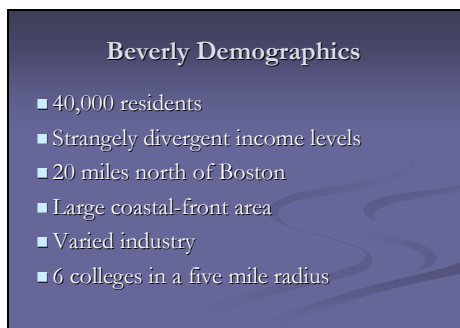 Beverly Demographics
40,000 residents
Strangely divergent income levels
20 miles north of Boston
Large coastal-front area
Varied industry
6 colleges in a five mile radius